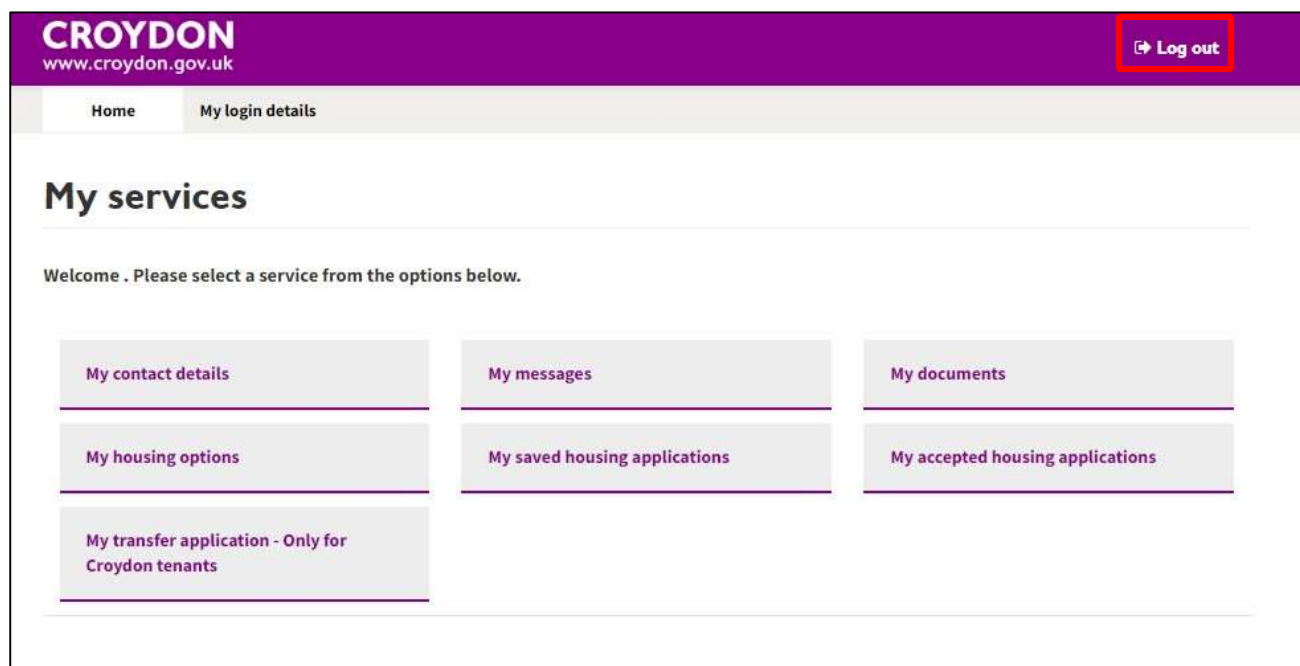 CROYDON
www.croydon.gov.uk
Log out
Home
My login details
My services
Welcome . Please select a service from the options below.
My contact details
My messages
My documents
My housing options
My saved housing applications
My accepted housing applications
My transfer application - Only for
Croydon tenants